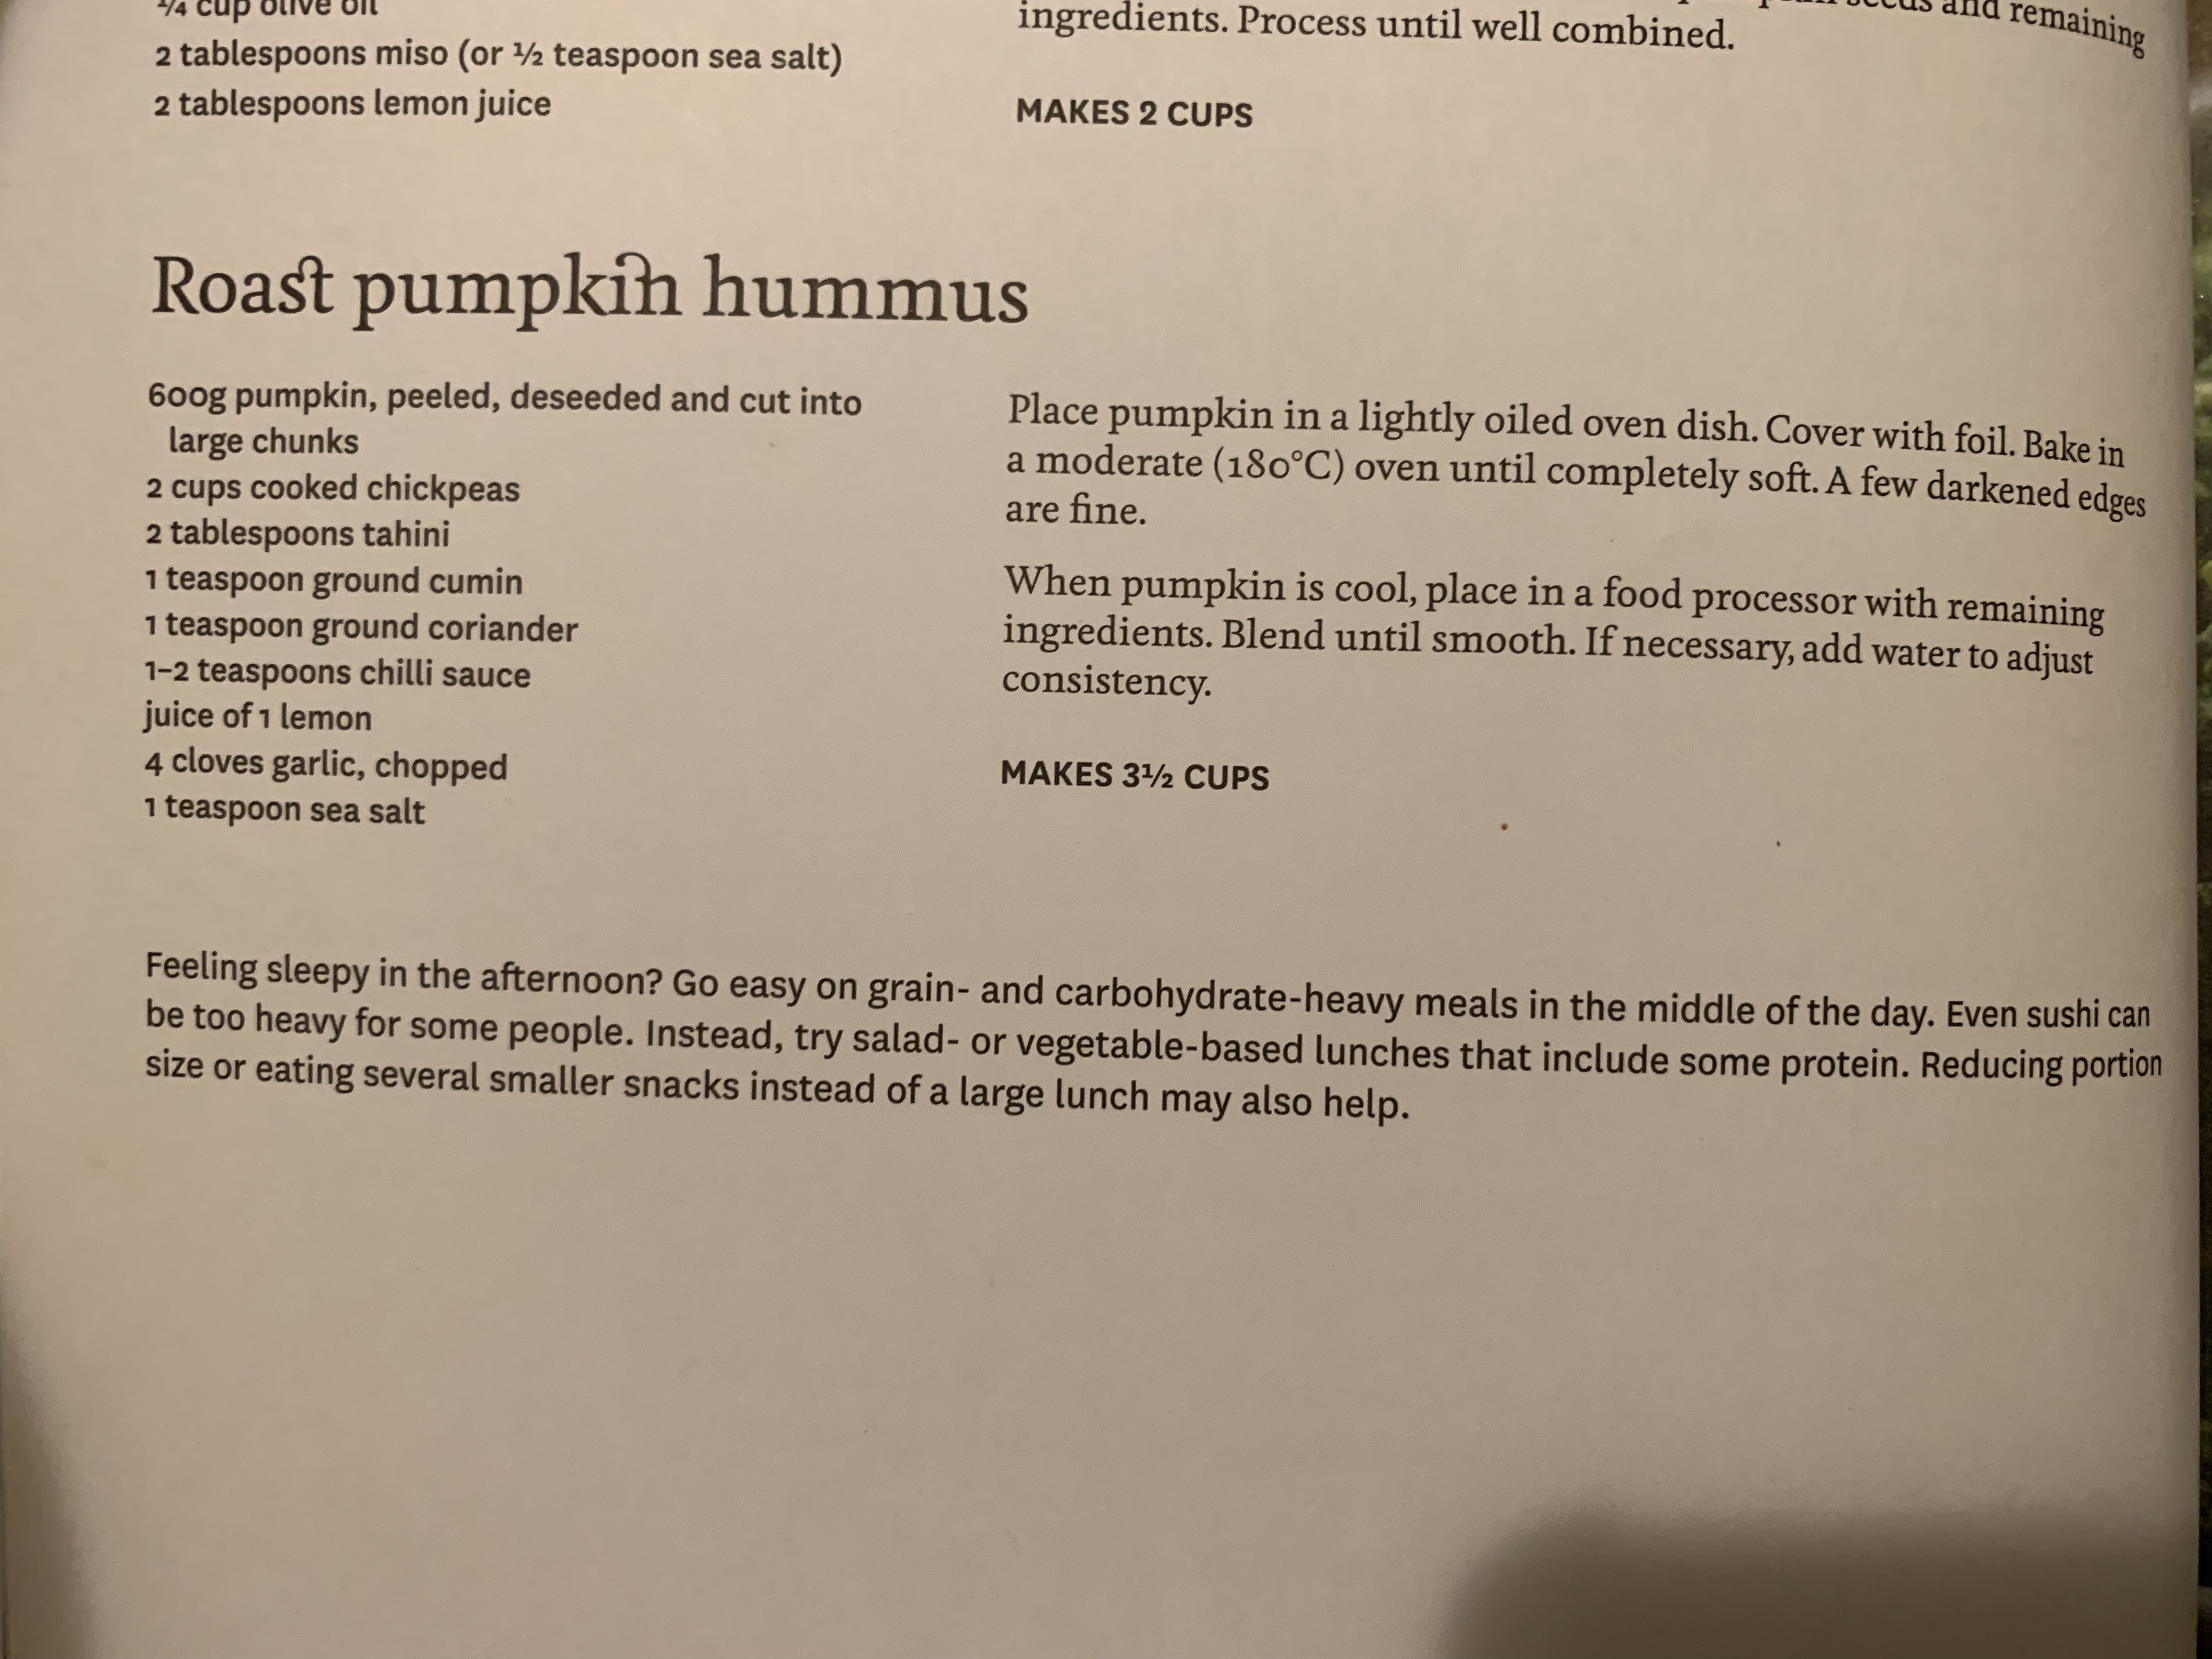 ¼ cup olive oil
2 tablespoons miso (or ½ teaspoon sea salt)
2 tablespoons lemon juice
seeds and remaining
ingredients. Process until well combined.
MAKES 2 CUPS
Roast pumpkin hummus
600g pumpkin, peeled, deseeded and cut into
large chunks
2 cups cooked chickpeas
2 tablespoons tahini
1 teaspoon ground cumin
1 teaspoon ground coriander
1–2 teaspoons chilli sauce
juice of 1 lemon
4 cloves garlic, chopped
1 teaspoon sea salt
Place pumpkin in a lightly oiled oven dish. Cover with foil. Bake in
a moderate (180°C) oven until completely soft. A few darkened edges
are fine.
When pumpkin is cool, place in a food processor with remaining
ingredients. Blend until smooth. If necessary, add water to adjust
consistency.
MAKES 3½ CUPS
Feeling sleepy in the afternoon? Go easy on grain- and carbohydrate-heavy meals in the middle of the day. Even sushi can
be too heavy for some people. Instead, try salad- or vegetable-based lunches that include some protein. Reducing portion
size or eating several smaller snacks instead of a large lunch may also help.